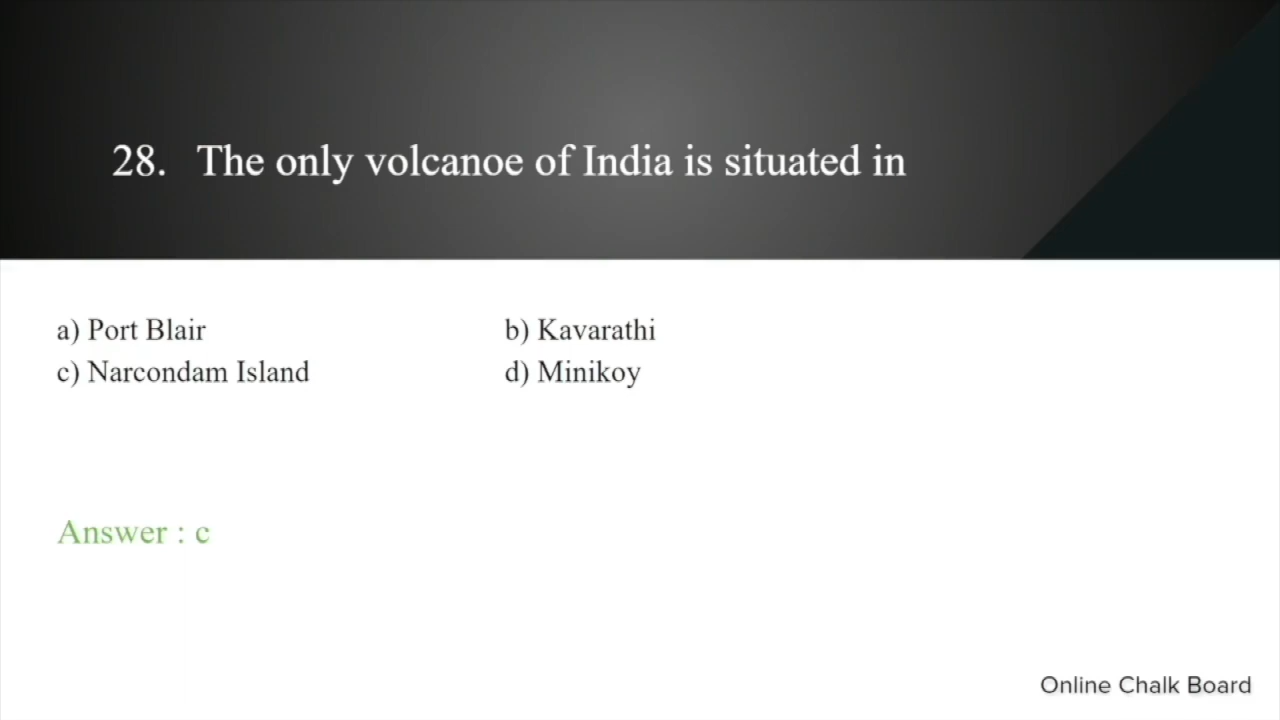 28. The only volcanoe of India is situated in
a) Port Blair b) Kavarathi
c) Narcondam Island d) Minikoy
Answer : c
Online Chalk Board